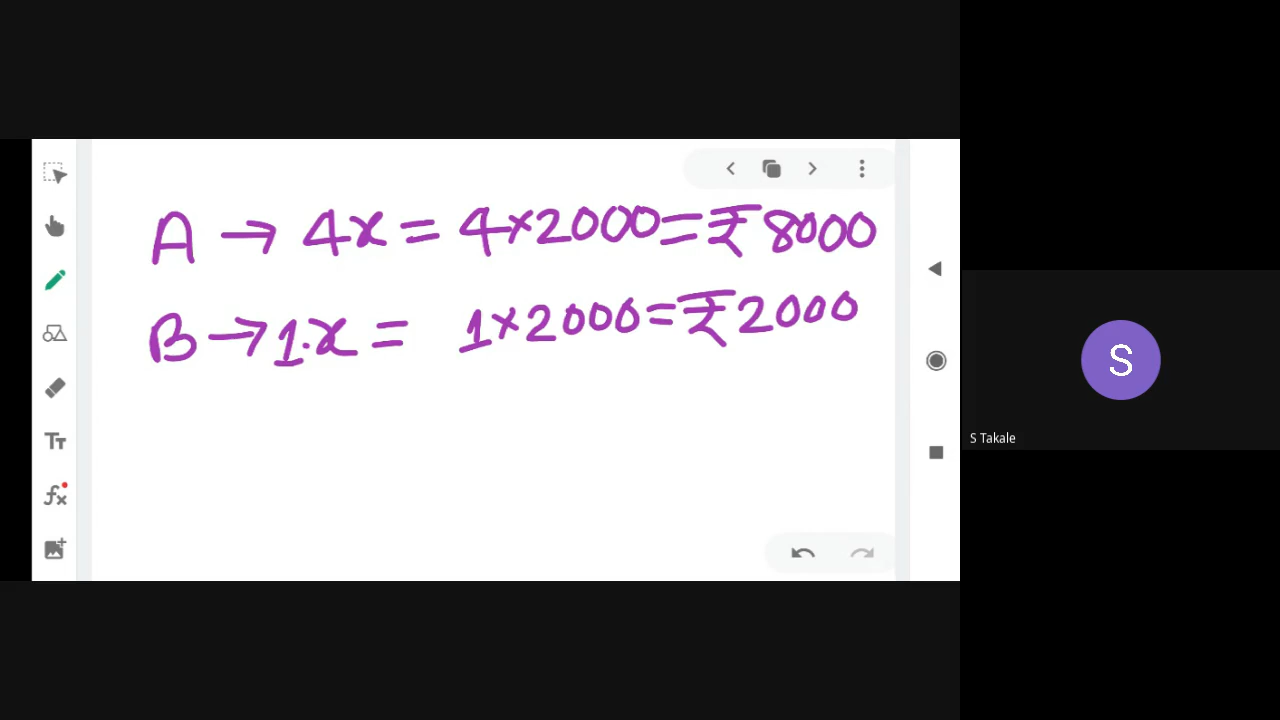 A → 4x = 4×2000=₹8000
B → 1.x = 1×2000=₹2000
Tт
fx
S
S Takale